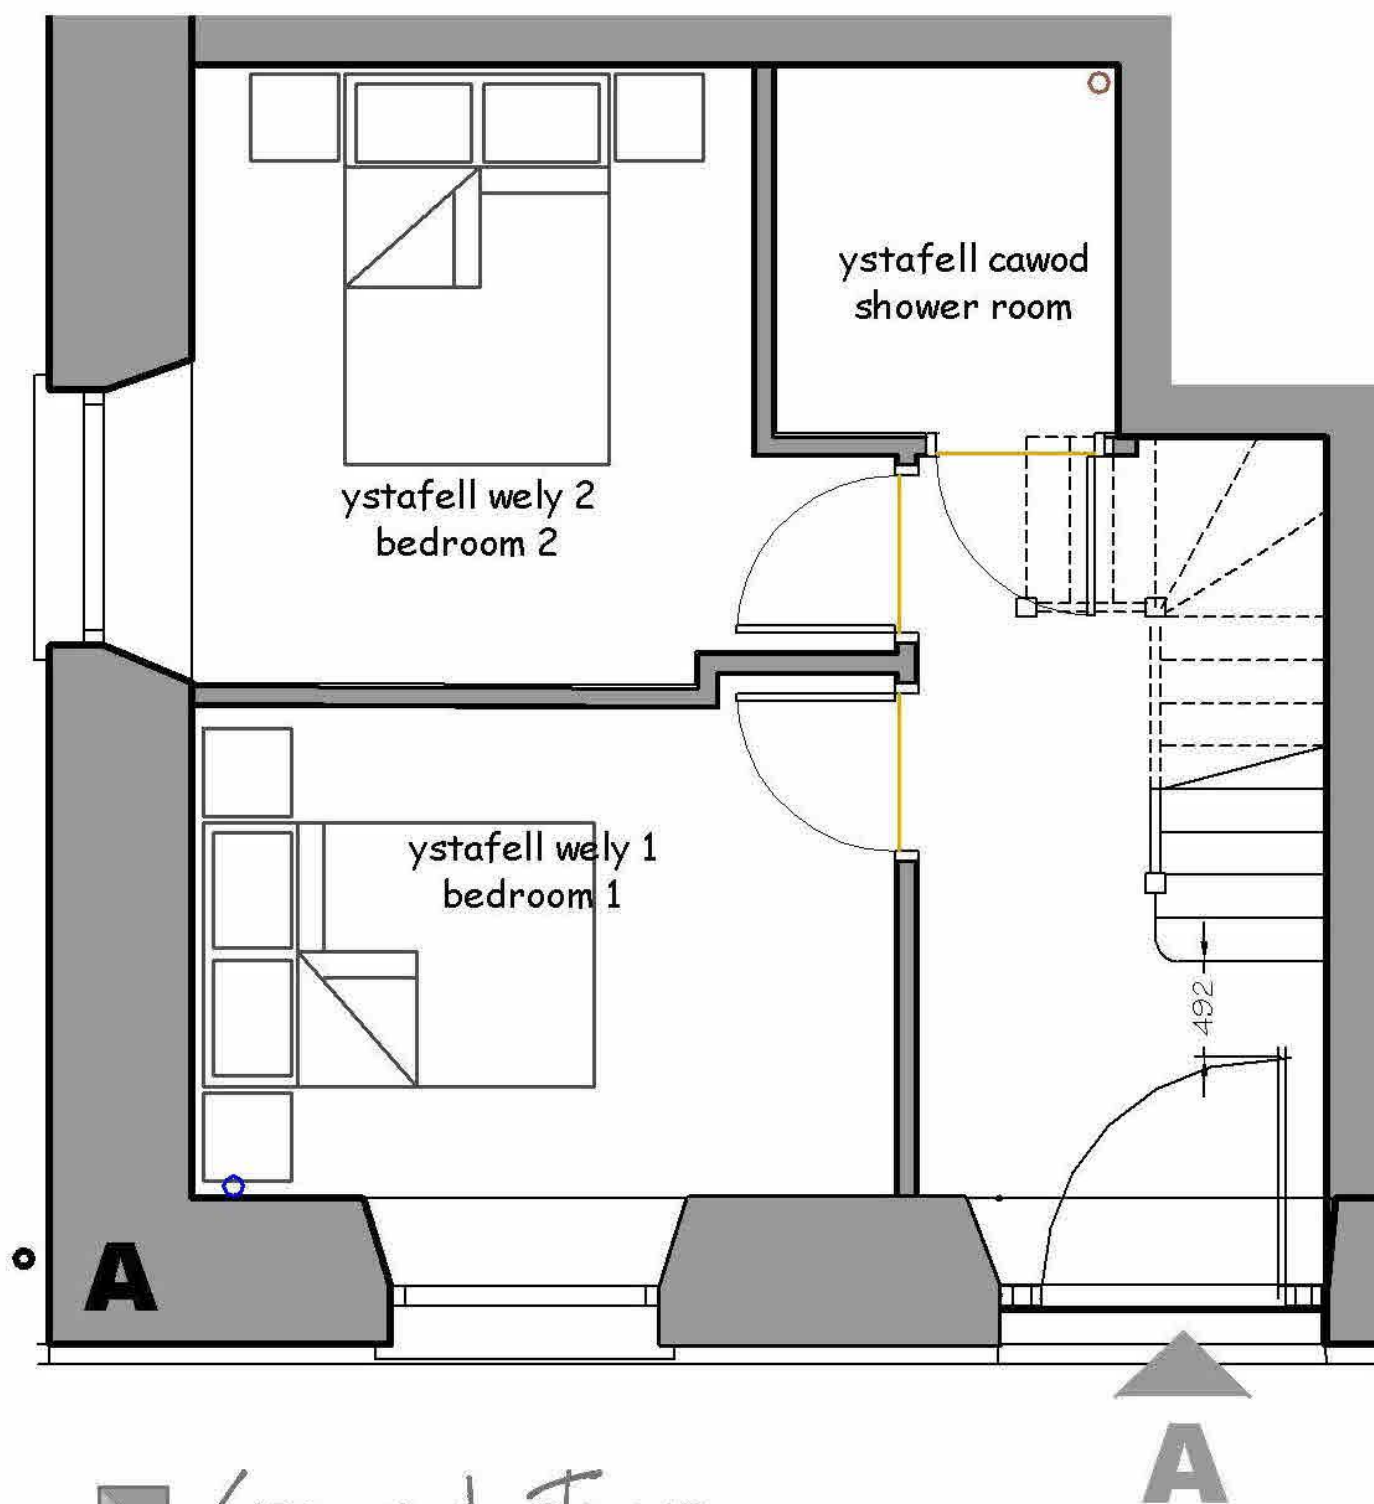 ystafell cawod
shower room
ystafell wely 2
bedroom 2
ystafell wely 1
bedroom 1
492
A
A